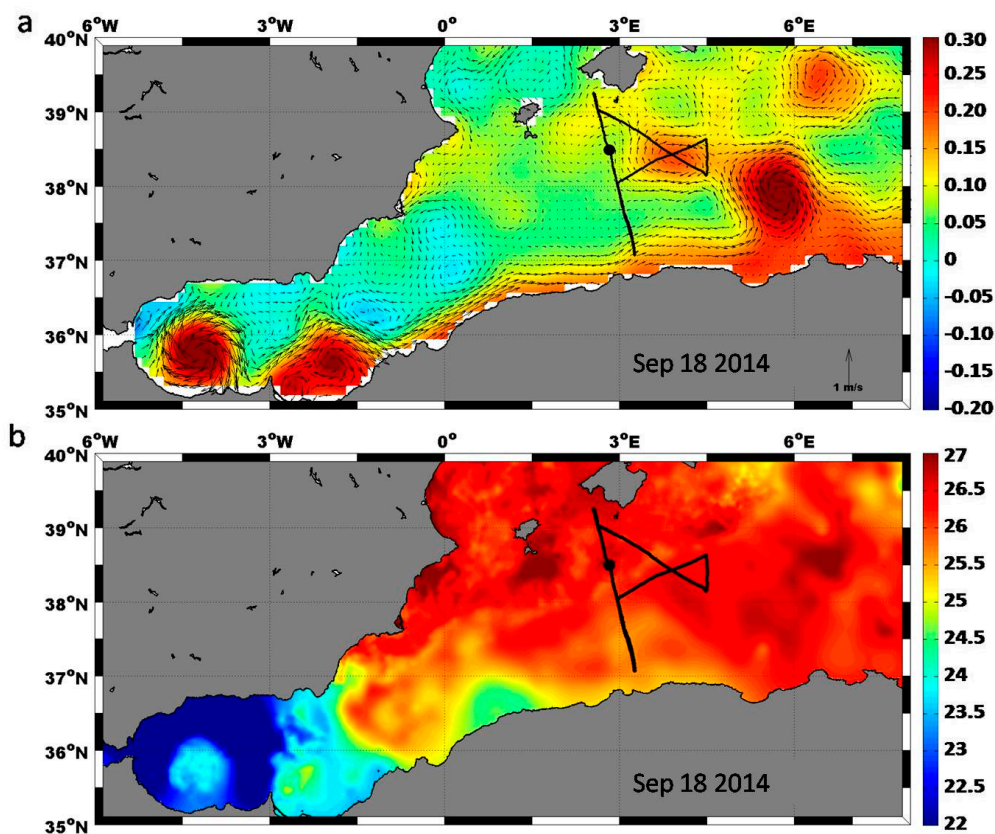 a
6°W 3°W 0° 3°E 6°E
40°N
39°N
38°N
37°N
36°N
35°N
0.30
0.25
0.20
0.15
0.10
0.05
0
-0.05
-0.10
-0.15
-0.20
Sep 18 2014
1 m/s
b
6°W 3°W 0° 3°E 6°E
40°N
39°N
38°N
37°N
36°N
35°N
27
26.5
26
25.5
25
24.5
24
23.5
23
22.5
22
Sep 18 2014